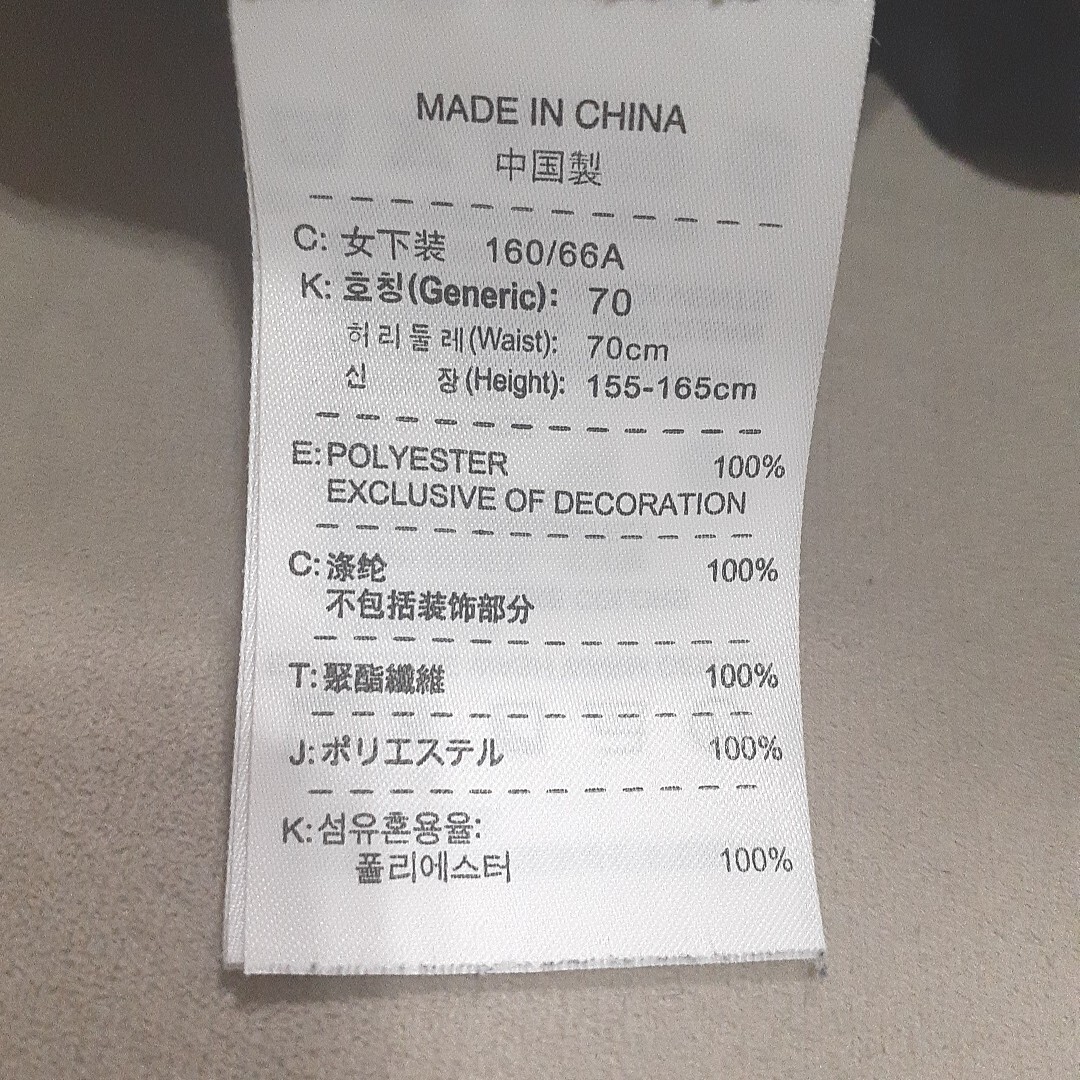 MADE IN CHINA
中国製
C: 女下装 160/66A
K: 호칭(Generic): 70
허리둘레(Waist): 70cm
신 장(Height): 155-165cm
E: POLYESTER 100%
EXCLUSIVE OF DECORATION
C: 涤纶 100%
不包括装饰部分
T: 聚酯纖維 100%
J: ポリエステル 100%
K: 섬유혼용율:
폴리에스터 100%